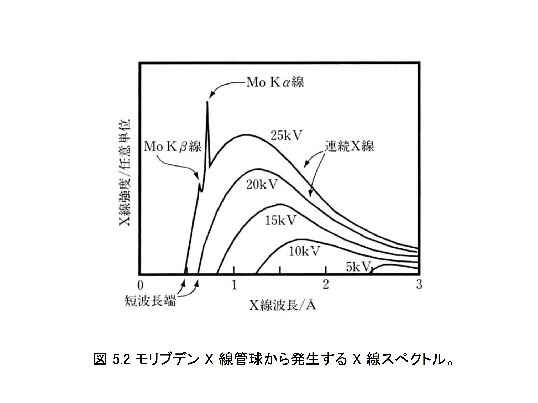 Mo Kα線
Mo Kβ線
25kV
連続X線
20kV
15kV
10kV
5kV
X線強度/任意単位
0
1
2
3
短波長端
X線波長/Å
図 5.2 モリブデン X 線管球から発生する X 線スペクトル。